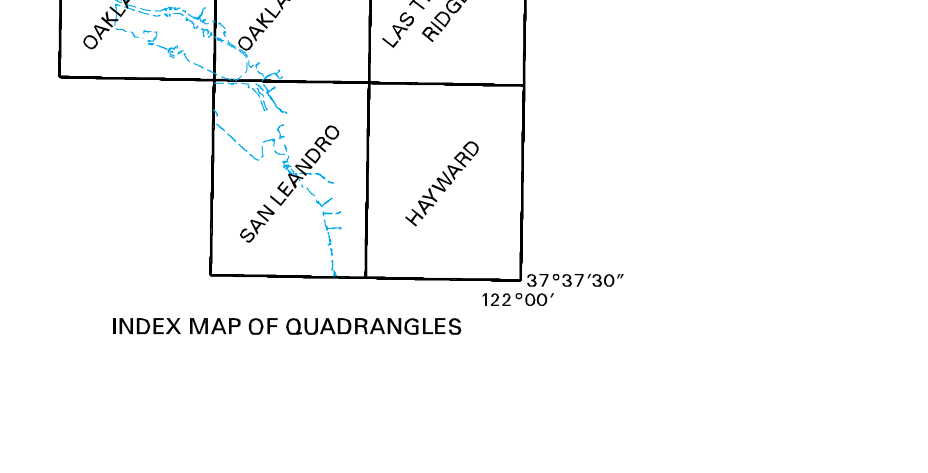 SAN LEANDRO
HAYWARD
37°37′30″
122°00′
INDEX MAP OF QUADRANGLES